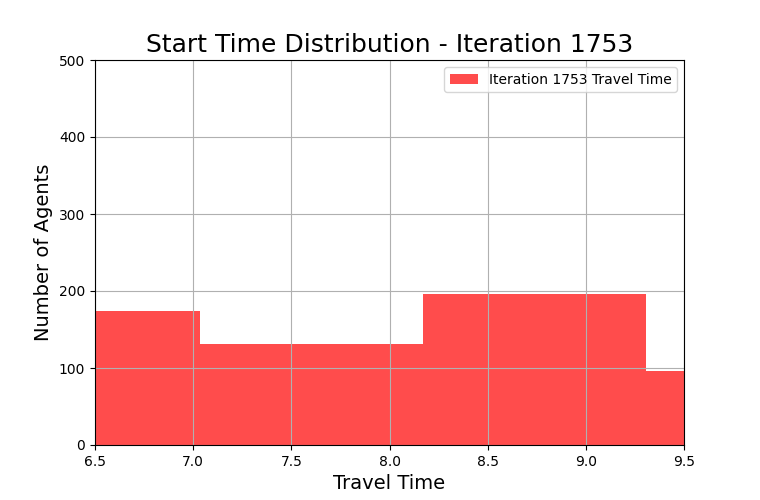 Start Time Distribution - Iteration 1753
Iteration 1753 Travel Time
Number of Agents
500
400
300
200
100
0
6.5 7.0 7.5 8.0 8.5 9.0 9.5
Travel Time